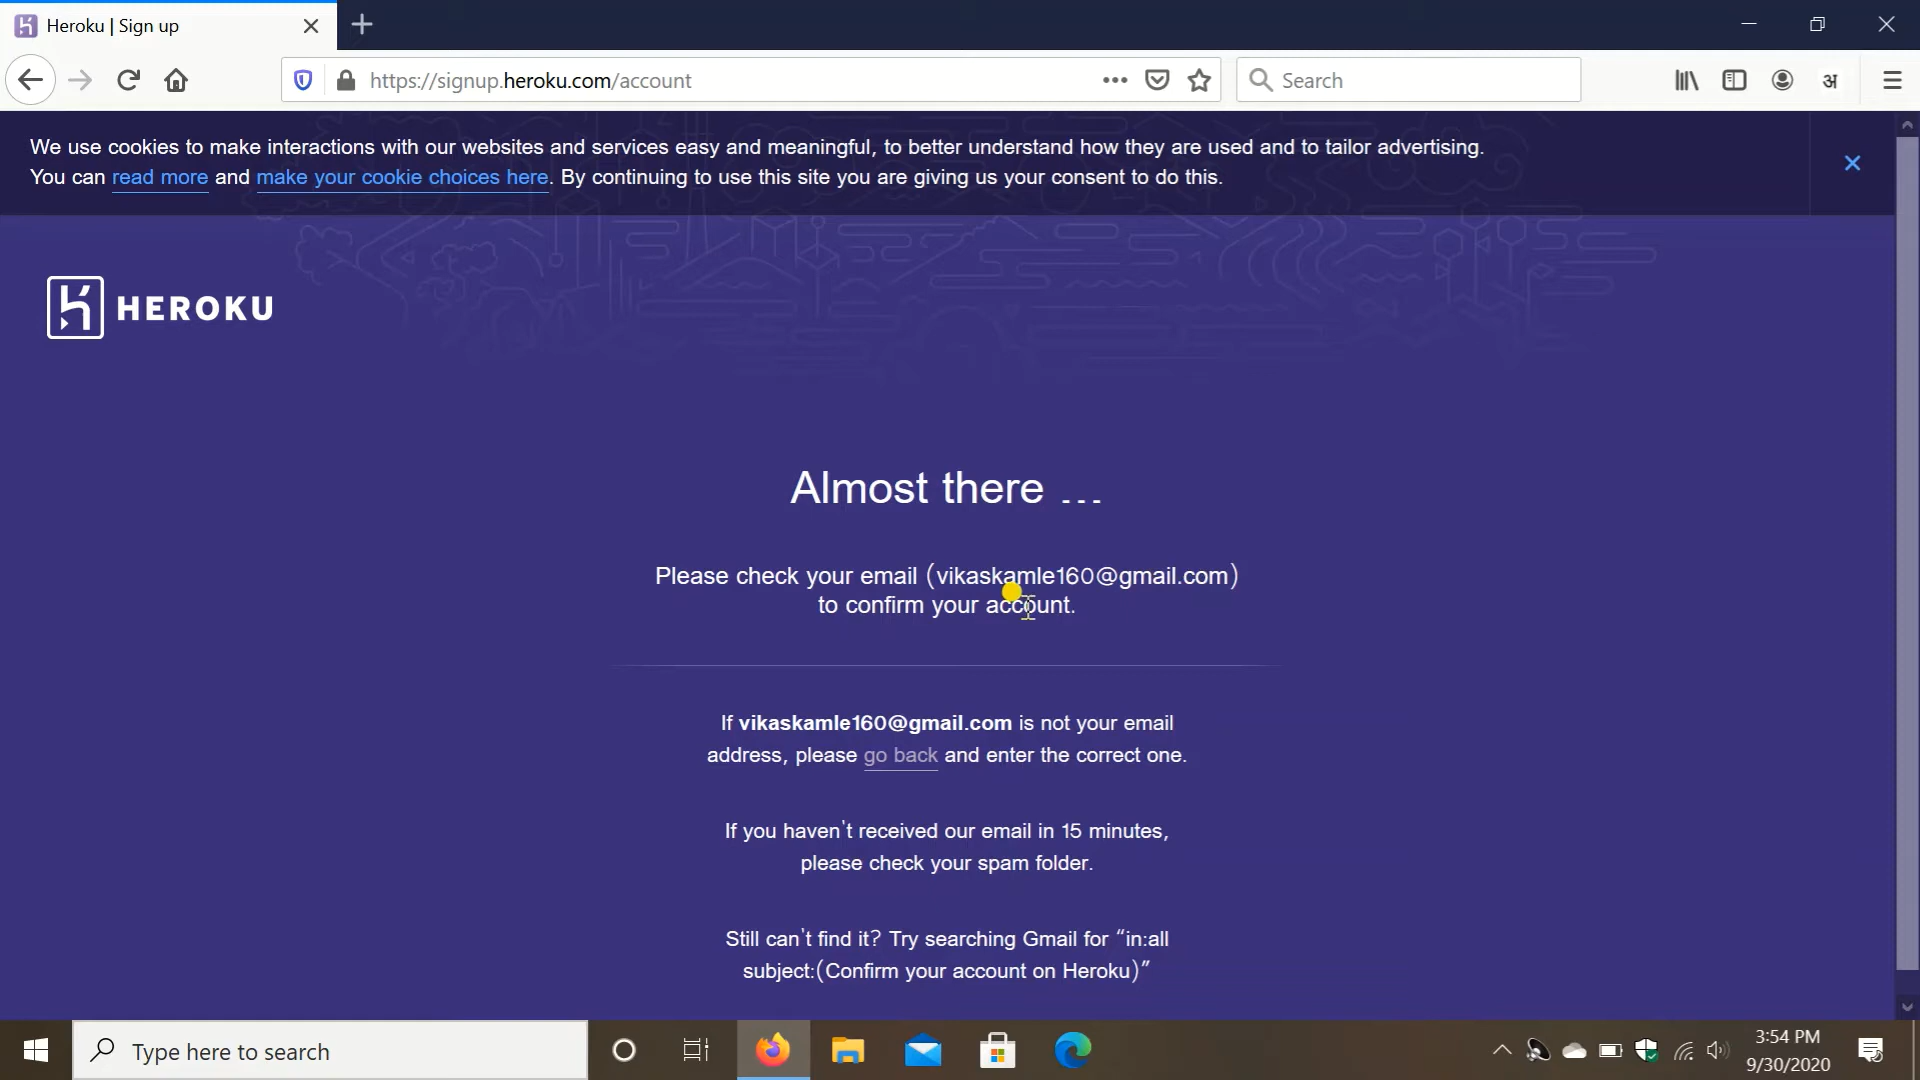 Heroku | Sign up
https://signup.heroku.com/account
Search
अ
We use cookies to make interactions with our websites and services easy and meaningful, to better understand how they are used and to tailor advertising.
You can read more and make your cookie choices here. By continuing to use this site you are giving us your consent to do this.
HEROKU
Almost there ...
Please check your email (vikaskamle160@gmail.com)
to confirm your account.
If vikaskamle160@gmail.com is not your email
address, please go back and enter the correct one.
If you haven't received our email in 15 minutes,
please check your spam folder.
Still can't find it? Try searching Gmail for “in:all
subject:(Confirm your account on Heroku)”
Type here to search
3:54 PM
9/30/2020